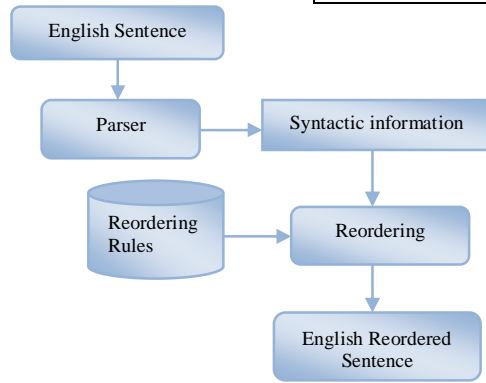 English Sentence
Parser
Syntactic information
Reordering
Rules
Reordering
English Reordered
Sentence